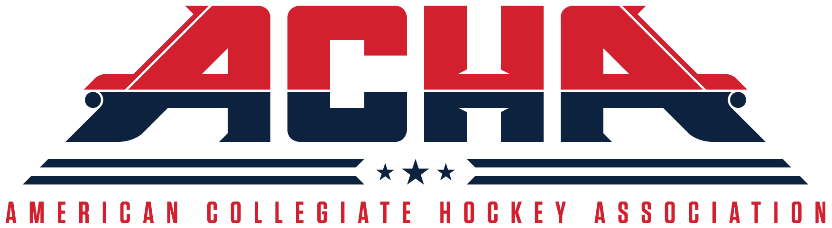 ACHA
AMERICAN COLLEGIATE HOCKEY ASSOCIATION